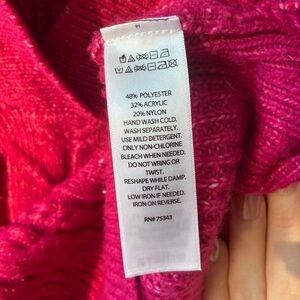 48% POLYESTER
32% ACRYLIC
20% NYLON
HAND WASH COLD.
WASH SEPARATELY.
USE MILD DETERGENT.
ONLY NON-CHLORINE
BLEACH WHEN NEEDED.
DO NOT WRING OR
TWIST.
RESHAPE WHILE DAMP.
DRY FLAT.
LOW IRON IF NEEDED.
IRON ON REVERSE.
RN# 75343